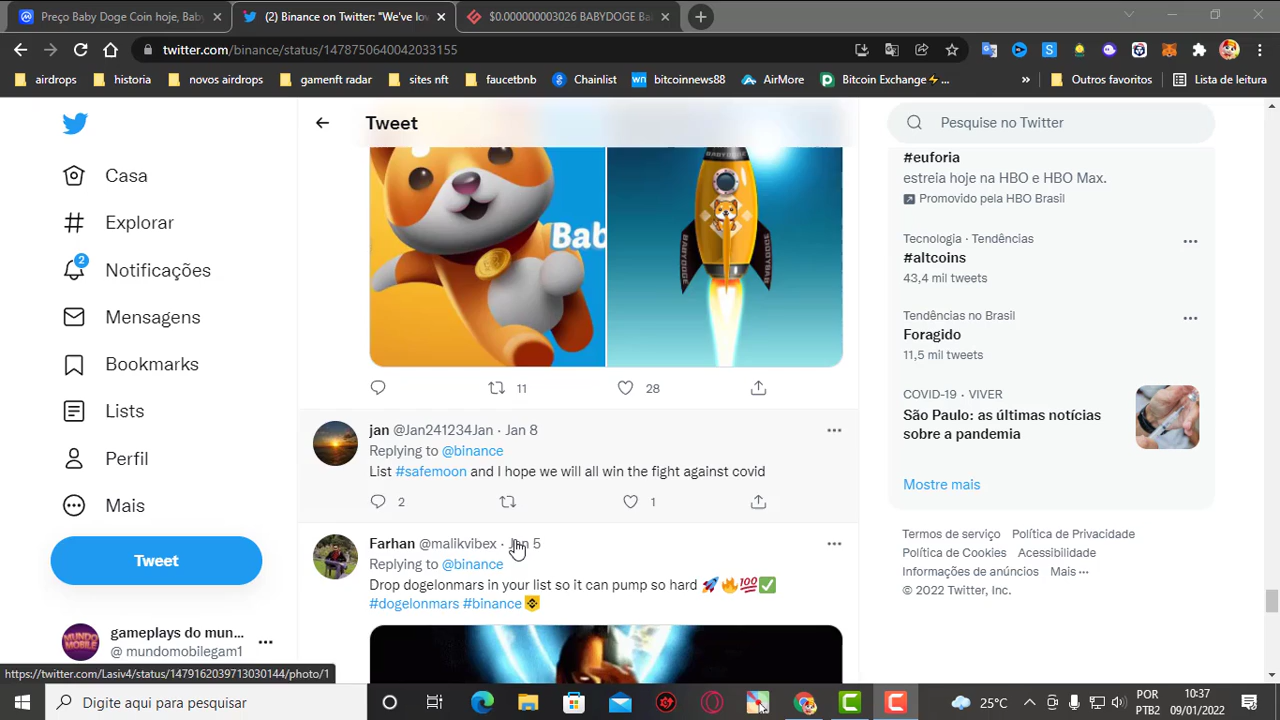 Preço Baby Doge Coin hoje, Baby
(2) Binance on Twitter: "We've lov
$0.000000003026 BABYDOGE Ba
twitter.com/binance/status/1478750640042033155
airdrops
historia
novos airdrops
gamenft radar
sites nft
faucetbnb
Chainlist
bitcoinnews88
AirMore
Bitcoin Exchange
Outros favoritos
Lista de leitura
Casa
Explorar
2
Notificações
Mensagens
Bookmarks
Lists
Perfil
Mais
Tweet
gameplays do mun...
@ mundomobilegam1
https://twitter.com/Lasiv4/status/1479162039713030144/photo/1
Tweet
Bab
BABYDOGE
BABYDOGE
11
28
jan @Jan241234Jan · Jan 8
Replying to @binance
List #safemoon and I hope we will all win the fight against covid
2
1
Farhan @malikvibex · Jan 5
Replying to @binance
Drop dogelonmars in your list so it can pump so hard 🚀🔥💯✅
#dogelonmars #binance
Pesquise no Twitter
#euforia
estreia hoje na HBO e HBO Max.
Promovido pela HBO Brasil
Tecnologia · Tendências
#altcoins
43,4 mil tweets
Tendências no Brasil
Foragido
11,5 mil tweets
COVID-19 · VIVER
São Paulo: as últimas notícias
sobre a pandemia
Mostre mais
Termos de serviço Política de Privacidade
Política de Cookies Acessibilidade
Informações de anúncios Mais ···
© 2022 Twitter, Inc.
Digite aqui para pesquisar
25°C
POR
PTB2
10:37
09/01/2022